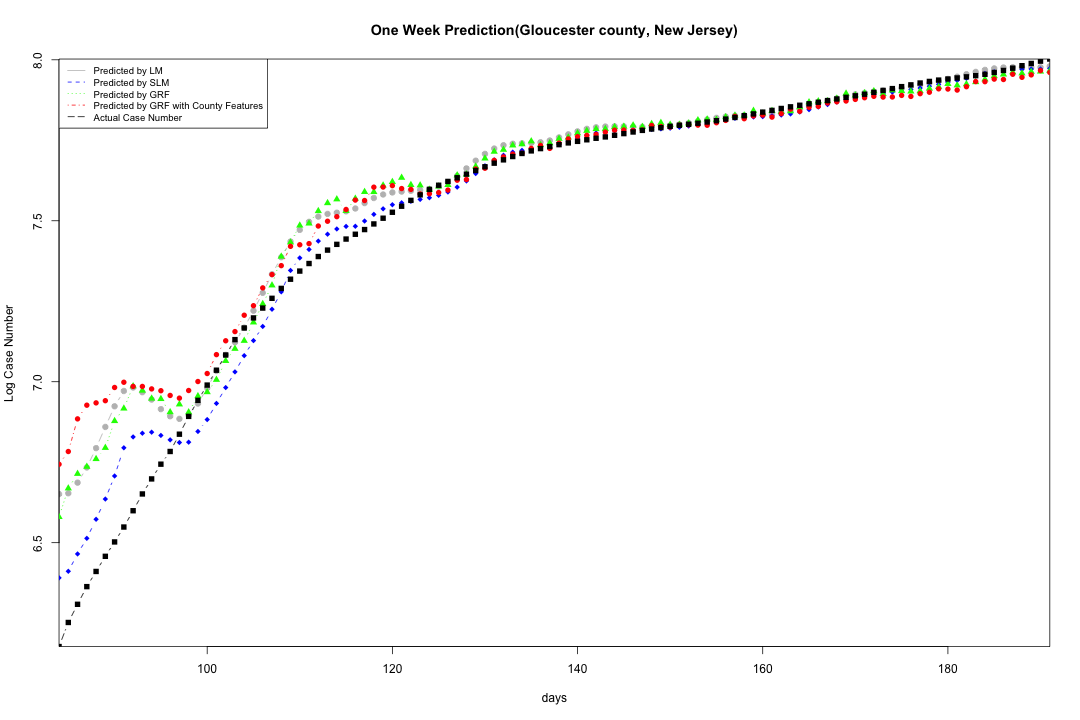 One Week Prediction(Gloucester county, New Jersey)
Predicted by LM
Predicted by SLM
Predicted by GRF
Predicted by GRF with County Features
Actual Case Number
Log Case Number
8.0
7.5
7.0
6.5
100
120
140
160
180
days